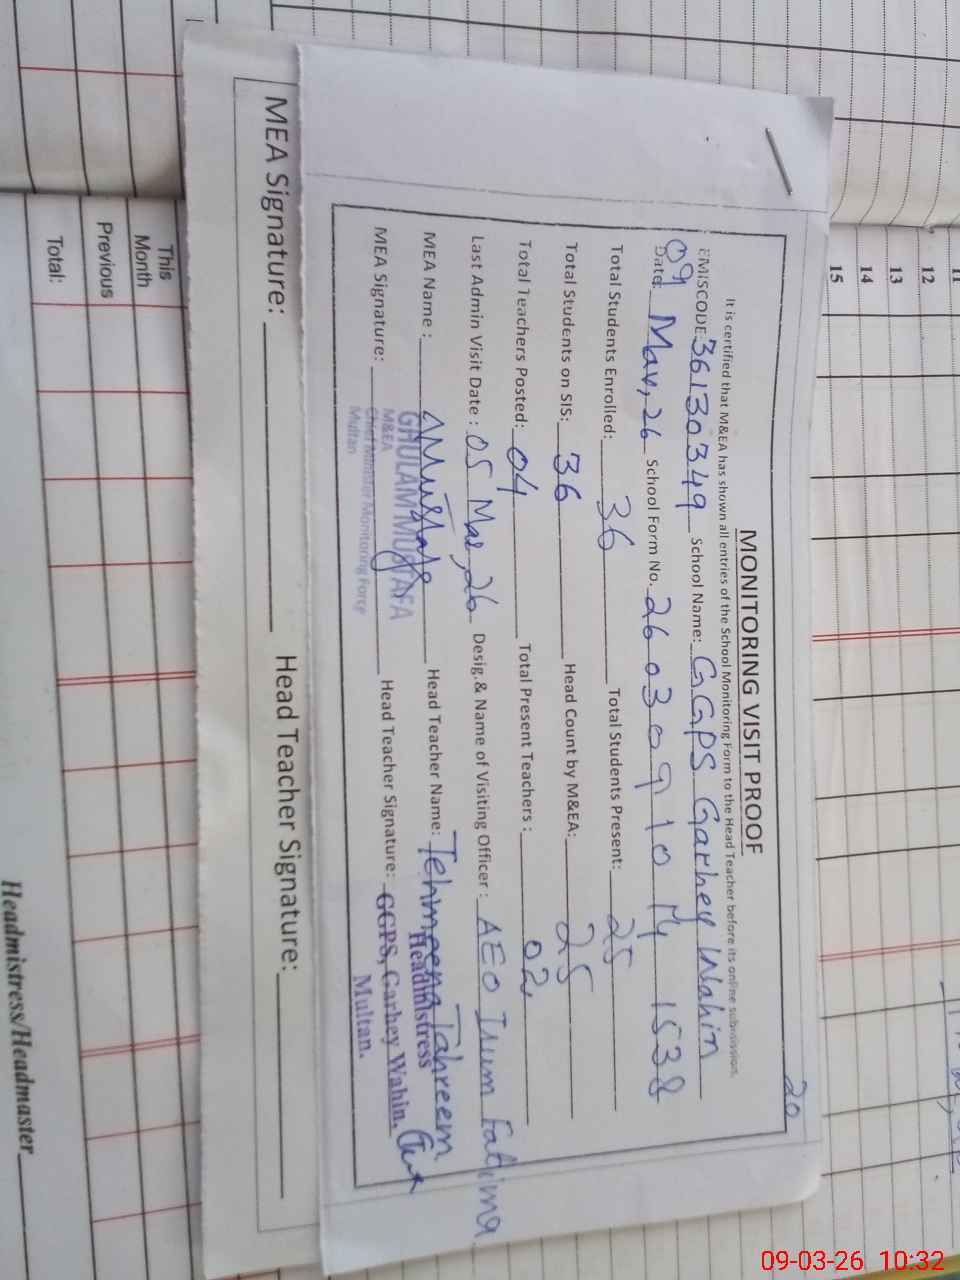 20
MONITORING VISIT PROOF
It is certified that M&EA has shown all entries of the School Monitoring Form to the Head Teacher before its online submission.
EMISCODE 36130349 School Name: GGPS Garhey Wahin
Date 09 Mar, 26 School Form No. 260309 10 14 1538
Total Students Enrolled: 36 Total Students Present: 25
Total Students on SIS: 36 Head Count by M&EA: 25
Total Teachers Posted: 04 Total Present Teachers: 02
Last Admin Visit Date: 05 Mar, 26 Desig.& Name of Visiting Officer: AEO Irum Fatima
MEA Name: Head Teacher Name: Tehmeena Tahreem
GHULAM MUSTAFA
M&EA
Chief Minister Monitoring Force
Multan
MEA Signature: Head Teacher Signature:
Headmistress
GGPS, Garhey Wahin,
Multan.
MEA Signature: Head Teacher Signature:
11
12
13
14
15
This Month
Previous
Total:
Headmistress/Headmaster
09-03-26 10:32